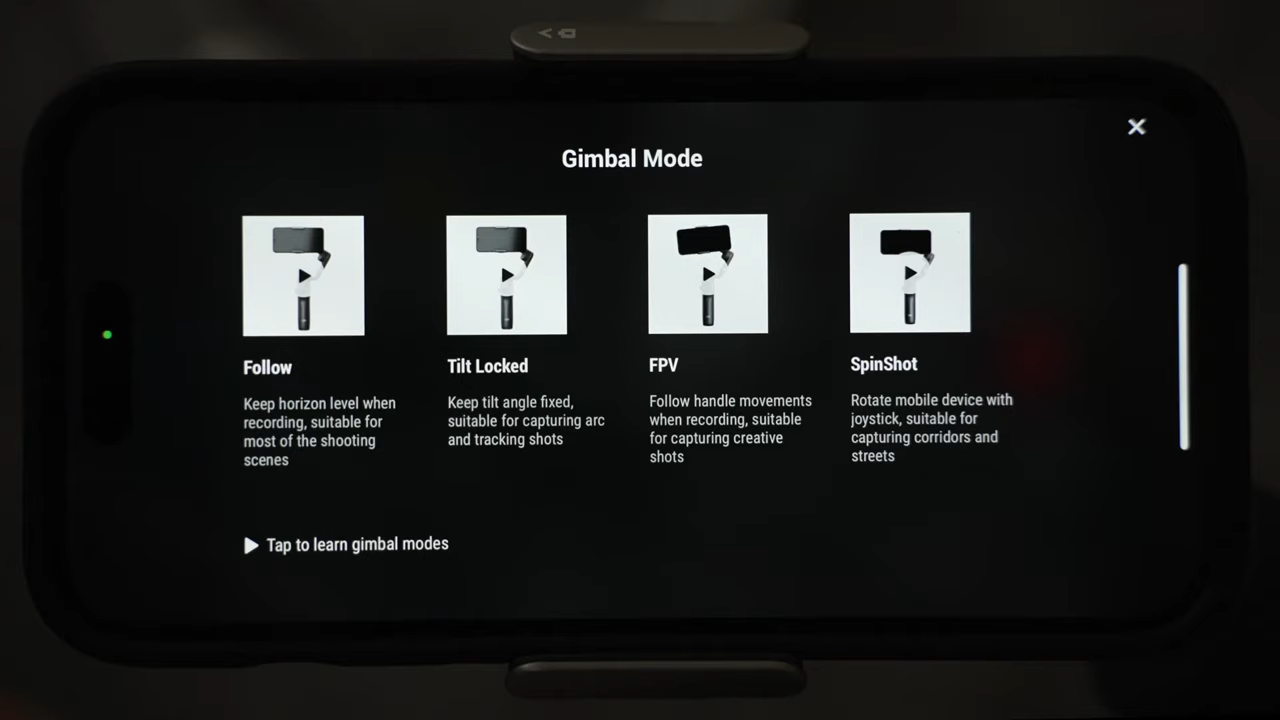 Gimbal Mode
Follow
Keep horizon level when
recording, suitable for
most of the shooting
scenes
Tilt Locked
Keep tilt angle fixed,
suitable for capturing arc
and tracking shots
FPV
Follow handle movements
when recording, suitable
for capturing creative
shots
SpinShot
Rotate mobile device with
joystick, suitable for
capturing corridors and
streets
Tap to learn gimbal modes